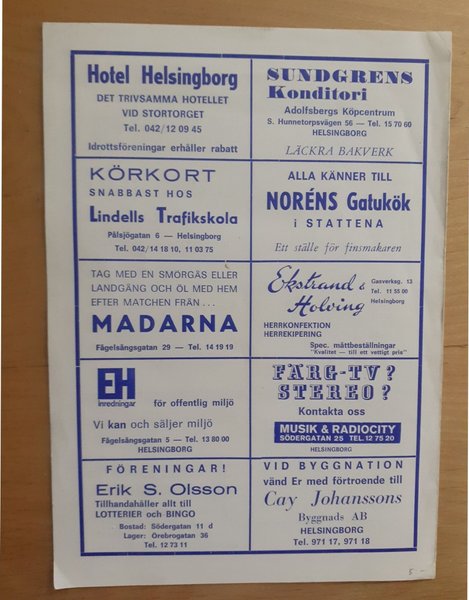 Hotel Helsingborg
DET TRIVSAMMA HOTELLET
VID STORTORGET
Tel. 042/12 09 45
Idrottsföreningar erhåller rabatt
SUNDGRENS
Konditori
Adolfsbergs Köpcentrum
S. Hunnetorpsvägen 56 — Tel. 15 70 60
HELSINGBORG
LÄCKRA BAKVERK
KÖRKORT
SNABBAST HOS
Lindells Trafikskola
Pålsjögatan 6 — Helsingborg
Tel. 042/14 18 10, 11 03 75
ALLA KÄNNER TILL
NORÉNS Gatukök
i STATTENA
Ett ställe för finsmakaren
TAG MED EN SMÖRGÅS ELLER
LANDGÅNG OCH ÖL MED HEM
EFTER MATCHEN FRÅN . . .
MADARNA
Fågelsångsgatan 29 — Tel. 14 19 19
Ekstrand &
Holving
Gasverksg. 13
Tel. 11 55 00
Helsingborg
HERRKONFEKTION
HERREKIPERING
Spec. måttbeställningar
"Kvalitet — till ett vettigt pris"
EH
inredningar
för offentlig miljö
Vi kan och säljer miljö
Fågelsångsgatan 5 — Tel. 13 80 00
HELSINGBORG
FÄRG-TV?
STEREO?
Kontakta oss
MUSIK & RADIOCITY
SÖDERGATAN 25 TEL. 12 75 20
HELSINGBORG
FÖRENINGAR!
Erik S. Olsson
Tillhandahåller allt till
LOTTERIER och BINGO
Bostad: Södergatan 11 d
Lager: Örebrogatan 36
Tel. 12 73 11
VID BYGGNATION
vänd Er med förtroende till
Cay Johanssons
Byggnads AB
HELSINGBORG
Tel. 971 17, 971 18
5:-